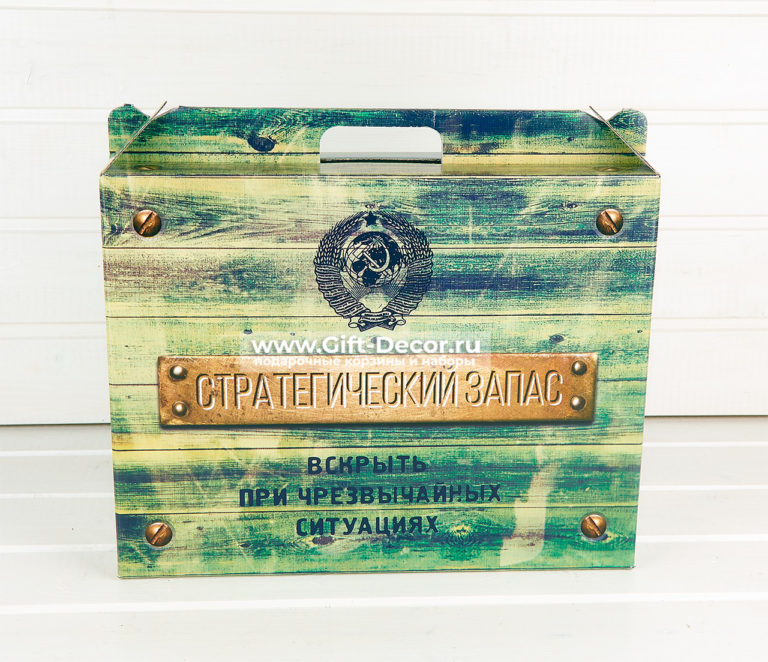 www.Gift-Decor.ru
подарочные корзины и наборы
СТРАТЕГИЧЕСКИЙ ЗАПАС
ВСКРЫТЬ
ПРИ ЧРЕЗВЫЧАЙНЫХ
СИТУАЦИЯХ